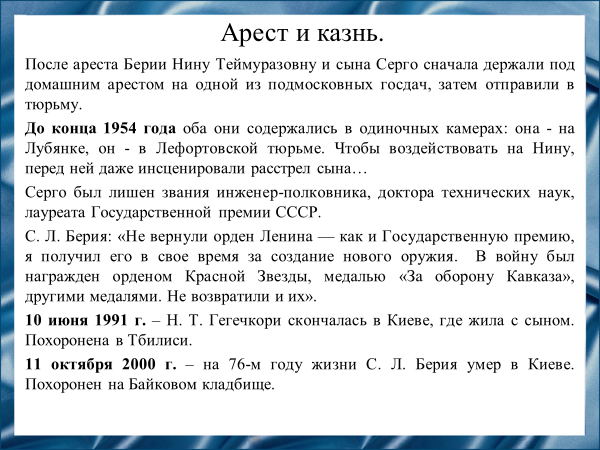 Арест и казнь.
После ареста Берии Нину Теймуразовну и сына Серго сначала держали под
домашним арестом на одной из подмосковных госдач, затем отправили в
тюрьму.
До конца 1954 года оба они содержались в одиночных камерах: она - на
Лубянке, он - в Лефортовской тюрьме. Чтобы воздействовать на Нину,
перед ней даже инсценировали расстрел сына…
Серго был лишен звания инженер-полковника, доктора технических наук,
лауреата Государственной премии СССР.
С. Л. Берия: «Не вернули орден Ленина — как и Государственную премию,
я получил его в свое время за создание нового оружия. В войну был
награжден орденом Красной Звезды, медалью «За оборону Кавказа»,
другими медалями. Не возвратили и их».
10 июня 1991 г. – Н. Т. Гегечкори скончалась в Киеве, где жила с сыном.
Похоронена в Тбилиси.
11 октября 2000 г. – на 76-м году жизни С. Л. Берия умер в Киеве.
Похоронен на Байковом кладбище.